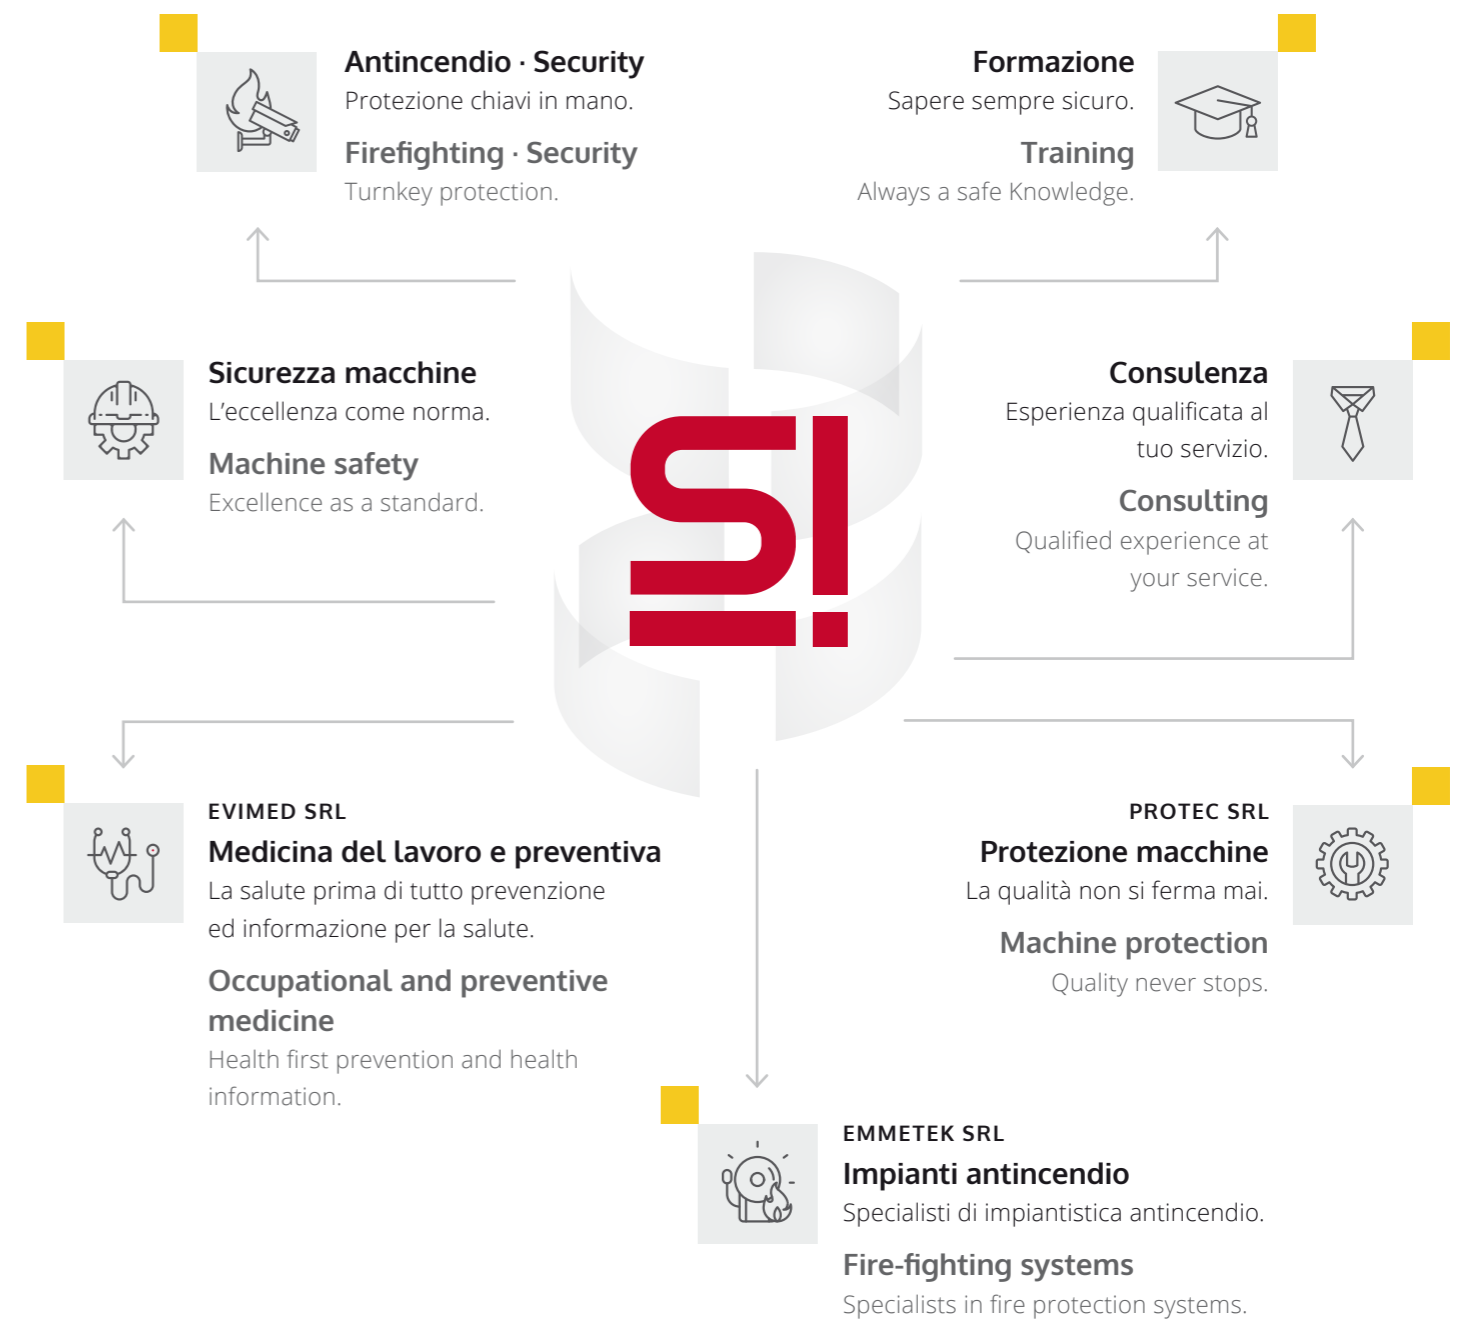 Antincendio · Security
Protezione chiavi in mano.
Firefighting · Security
Turnkey protection.
Formazione
Sapere sempre sicuro.
Training
Always a safe Knowledge.
Sicurezza macchine
L’eccellenza come norma.
Machine safety
Excellence as a standard.
Consulenza
Esperienza qualificata al
tuo servizio.
Consulting
Qualified experience at
your service.
S!
EVIMED SRL
Medicina del lavoro e preventiva
La salute prima di tutto prevenzione
ed informazione per la salute.
Occupational and preventive
medicine
Health first prevention and health
information.
PROTEC SRL
Protezione macchine
La qualità non si ferma mai.
Machine protection
Quality never stops.
EMMETEK SRL
Impianti antincendio
Specialisti di impiantistica antincendio.
Fire-fighting systems
Specialists in fire protection systems.